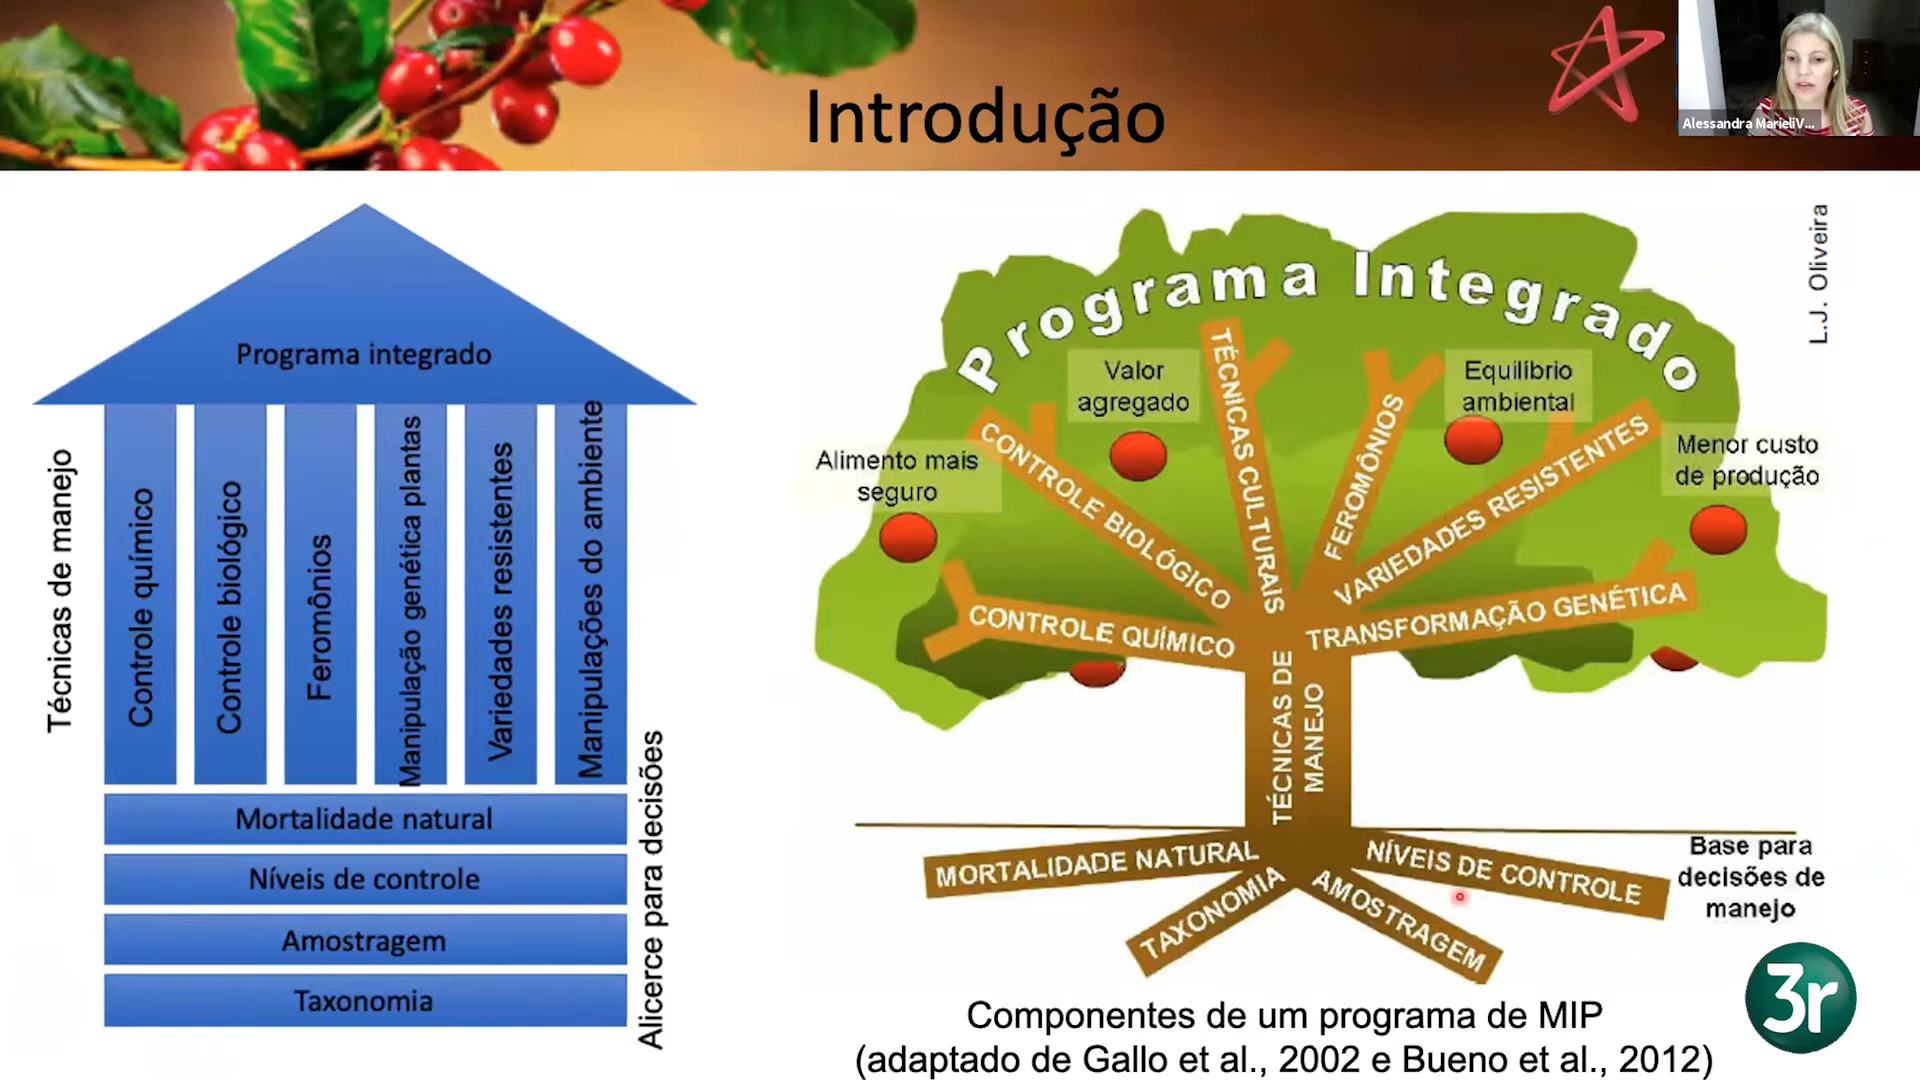 Introdução
Alessandra MarieliV...
Programa integrado
Técnicas de manejo
Controle químico
Controle biológico
Feromônios
Manipulação genética plantas
Variedades resistentes
Manipulações do ambiente
Mortalidade natural
Níveis de controle
Amostragem
Taxonomia
Alicerce para decisões
L.J. Oliveira
Programa Integrado
Alimento mais
seguro
Valor
agregado
Equilíbrio
ambiental
Menor custo
de produção
CONTROLE QUÍMICO
CONTROLE BIOLÓGICO
TÉCNICAS CULTURAIS
FEROMÔNIOS
VARIEDADES RESISTENTES
TRANSFORMAÇÃO GENÉTICA
TÉCNICAS DE
MANEJO
MORTALIDADE NATURAL
TAXONOMIA
AMOSTRAGEM
NÍVEIS DE CONTROLE
Base para
decisões de
manejo
Componentes de um programa de MIP
(adaptado de Gallo et al., 2002 e Bueno et al., 2012)
3r